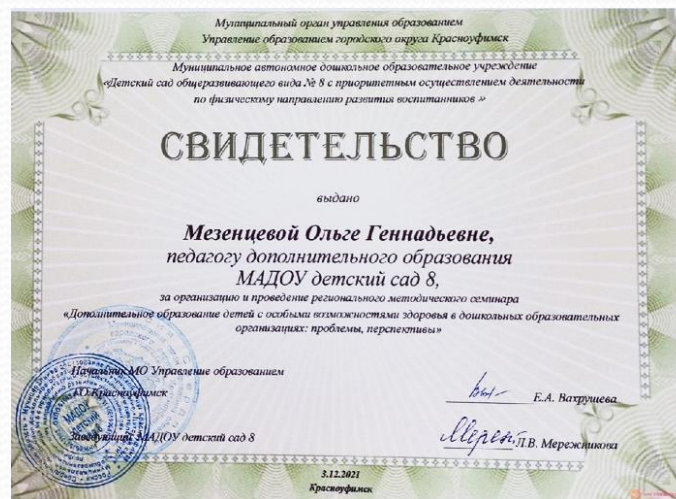 Муниципальный орган управления образованием
Управление образованием городского округа Красноуфимск
Муниципальное автономное дошкольное образовательное учреждение
«Детский сад общеразвивающего вида № 8 с приоритетным осуществлением деятельности
по физическому направлению развития воспитанников »
СВИДЕТЕЛЬСТВО
выдано
Мезенцевой Ольге Геннадьевне,
педагогу дополнительного образования
МАДОУ детский сад 8,
за организацию и проведение регионального методического семинара
«Дополнительное образование детей с особыми возможностями здоровья в дошкольных образовательных
организациях: проблемы, перспективы»
Начальник МО Управление образованием
ГО Красноуфимск
Е.А. Вахрушева
Заведующий МАДОУ детский сад 8
Л.В. Мережникова
3.12.2021
Красноуфимск
МАДОУ
детский